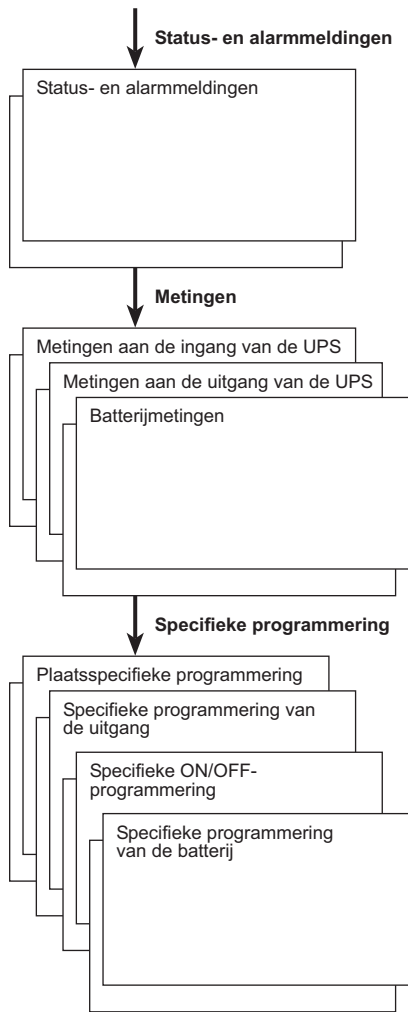 Status- en alarmmeldingen
Status- en alarmmeldingen
Metingen
Metingen aan de ingang van de UPS
Metingen aan de uitgang van de UPS
Batterijmetingen
Specifieke programmering
Plaatsspecifieke programmering
Specifieke programmering van
de uitgang
Specifieke ON/OFF-
programmering
Specifieke programmering
van de batterij